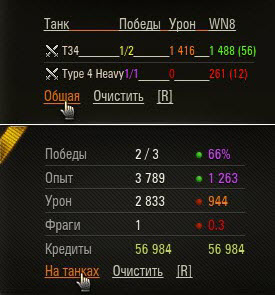 Танк Победы Урон WN8
T34 1/2 1 416 1 488 (56)
Type 4 Heavy 1/1 0 261 (12)
Общая Очистить [R]
Победы 2 / 3 66%
Опыт 3 789 1 263
Урон 2 833 944
Фраги 1 0.3
Кредиты 56 984 56 984
На танках Очистить [R]